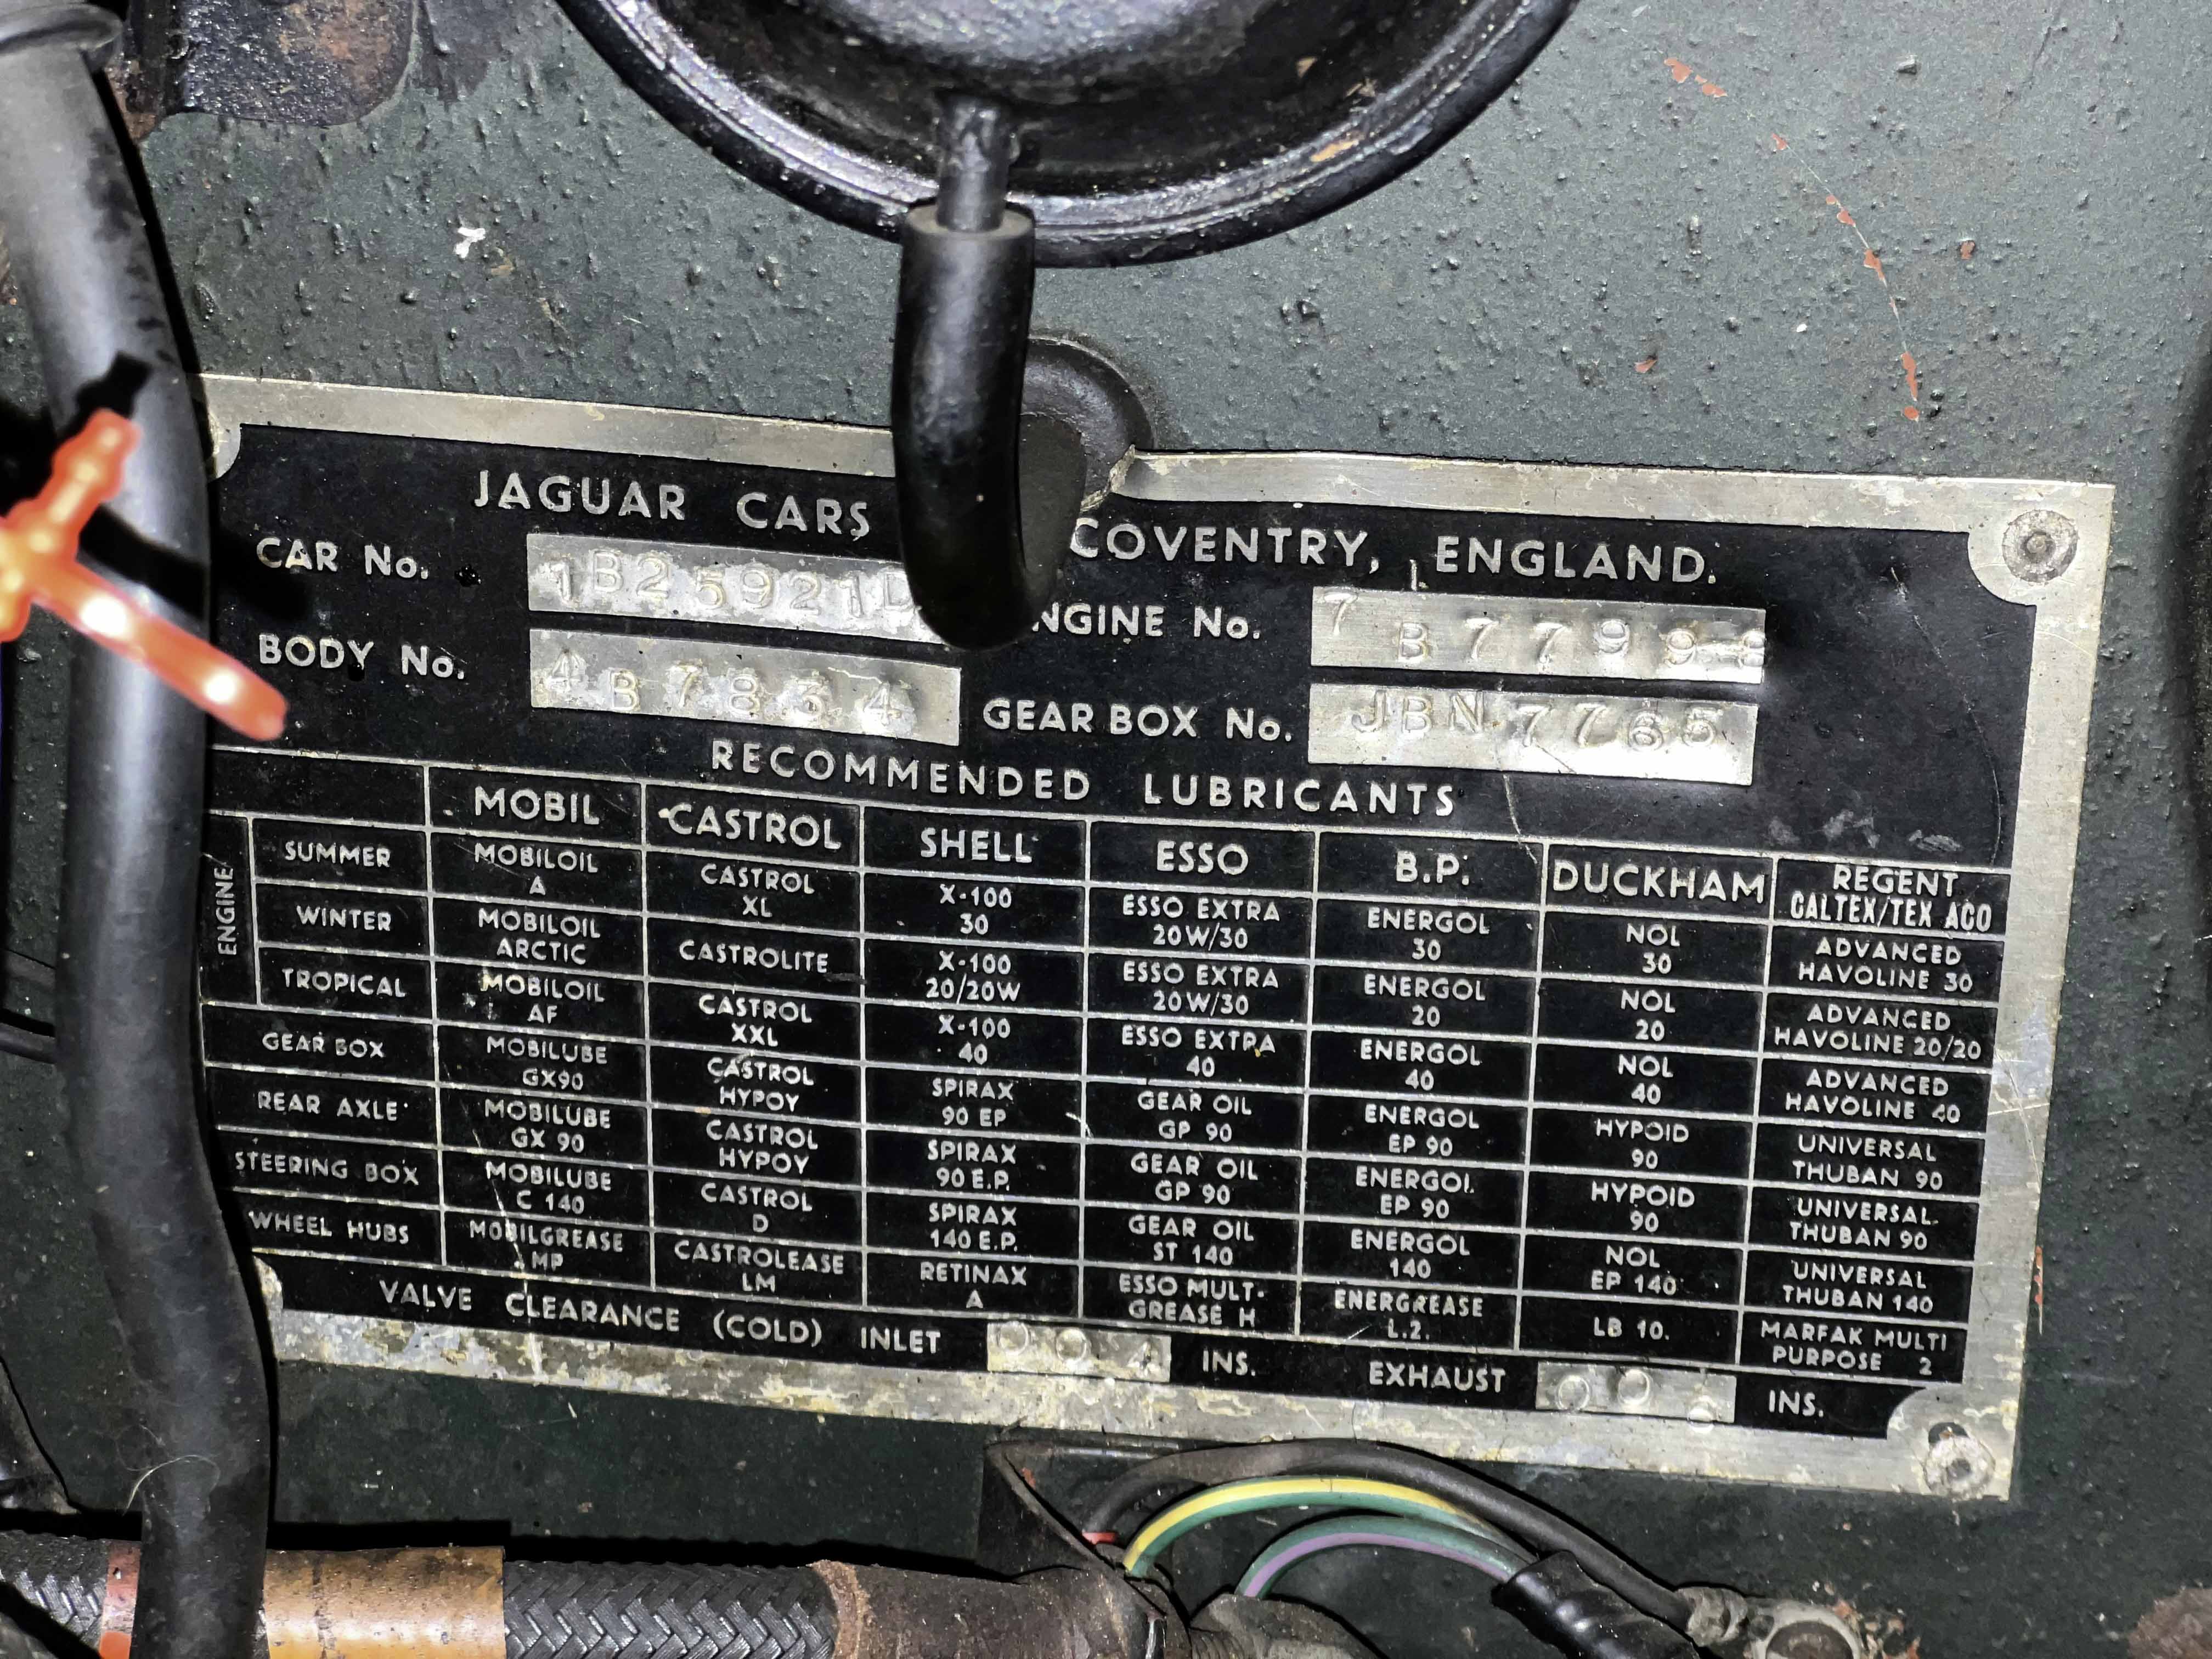 JAGUAR CARS COVENTRY, ENGLAND.
CAR No. 1B25921D NGINE No. 7B77998
BODY No. 4B7834 GEAR BOX No. JBN7765
RECOMMENDED LUBRICANTS
MOBIL CASTROL SHELL ESSO B.P. DUCKHAM REGENT CALTEX/TEX ACO
ENGINE
SUMMER MOBILOIL A CASTROL XL X-100 30 ESSO EXTRA 20W/30 ENERGOL 30 NOL 30 ADVANCED HAVOLINE 30
WINTER MOBILOIL ARCTIC CASTROLITE X-100 20/20W ESSO EXTRA 20W/30 ENERGOL 20 NOL 20 ADVANCED HAVOLINE 20/20
TROPICAL MOBILOIL AF CASTROL XXL X-100 40 ESSO EXTRA 40 ENERGOL 40 NOL 40 ADVANCED HAVOLINE 40
GEAR BOX MOBILUBE GX90 CASTROL HYPOY SPIRAX 90 EP GEAR OIL GP 90 ENERGOL EP 90 HYPOID 90 UNIVERSAL THUBAN 90
REAR AXLE MOBILUBE GX 90 CASTROL HYPOY SPIRAX 90 E.P. GEAR OIL GP 90 ENERGOL EP 90 HYPOID 90 UNIVERSAL THUBAN 90
STEERING BOX MOBILUBE C 140 CASTROL D SPIRAX 140 E.P. GEAR OIL ST 140 ENERGOL 140 NOL EP 140 UNIVERSAL THUBAN 140
WHEEL HUBS MOBILGREASE MP CASTROLEASE LM RETINAX A ESSO MULT-GREASE H ENERGREASE L.2. LB 10. MARFAK MULTI PURPOSE 2
VALVE CLEARANCE (COLD) INLET 004 INS. EXHAUST INS.